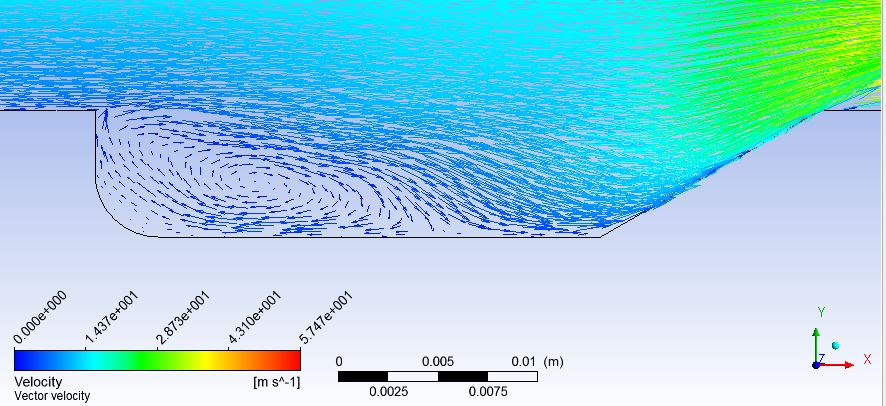 0.000e+000
1.437e+001
2.873e+001
4.310e+001
5.747e+001
Velocity [m s^-1]
Vector velocity
0 0.005 0.01 (m)
0.0025 0.0075
Y
Z X